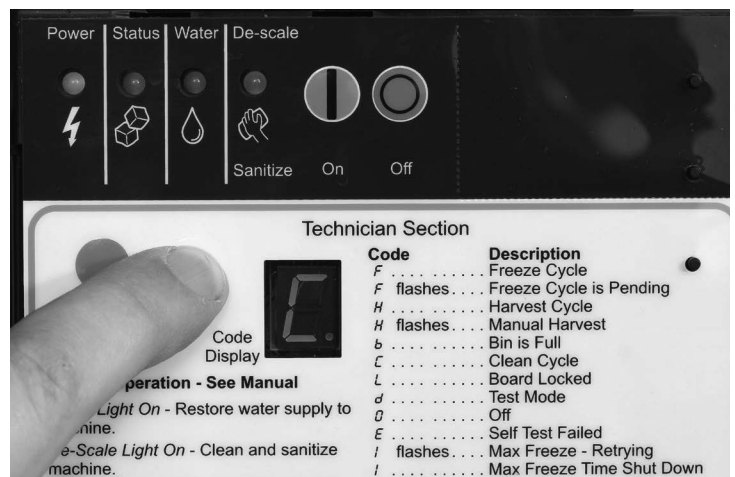 Power Status Water De-scale
Sanitize On Off
Technician Section
Code Description
F . . . . . . . . . . Freeze Cycle
F flashes . . . . Freeze Cycle is Pending
H . . . . . . . . . . Harvest Cycle
H flashes . . . . Manual Harvest
b . . . . . . . . . . Bin is Full
C . . . . . . . . . . Clean Cycle
L . . . . . . . . . . Board Locked
d . . . . . . . . . . Test Mode
0 . . . . . . . . . . Off
E . . . . . . . . . . Self Test Failed
1 flashes . . . . Max Freeze - Retrying
1 . . . . . . . . . . Max Freeze Time Shut Down
C
Code
Display
- See Manual
Light On - Restore water supply to
Light On - Clean and sanitize
machine.